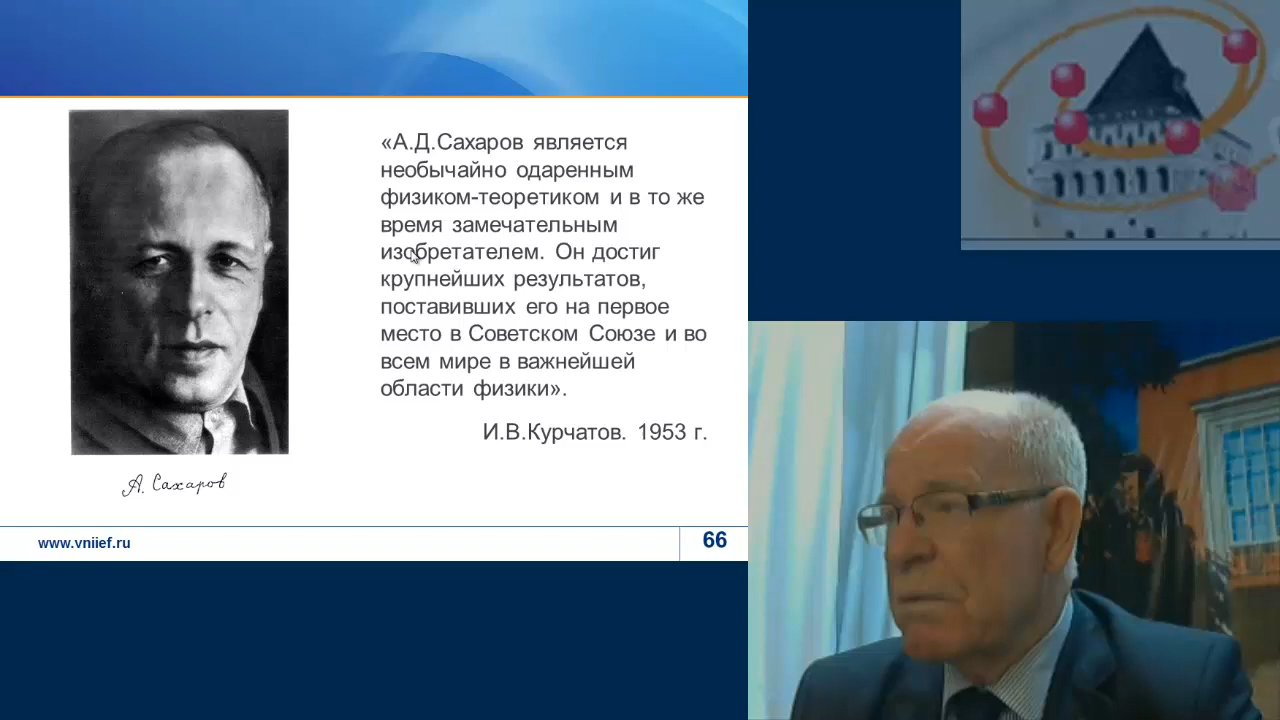 «А.Д.Сахаров является
необычайно одаренным
физиком-теоретиком и в то же
время замечательным
изобретателем. Он достиг
крупнейших результатов,
поставивших его на первое
место в Советском Союзе и во
всем мире в важнейшей
области физики».
И.В.Курчатов. 1953 г.
А. Сахаров
www.vniief.ru
66